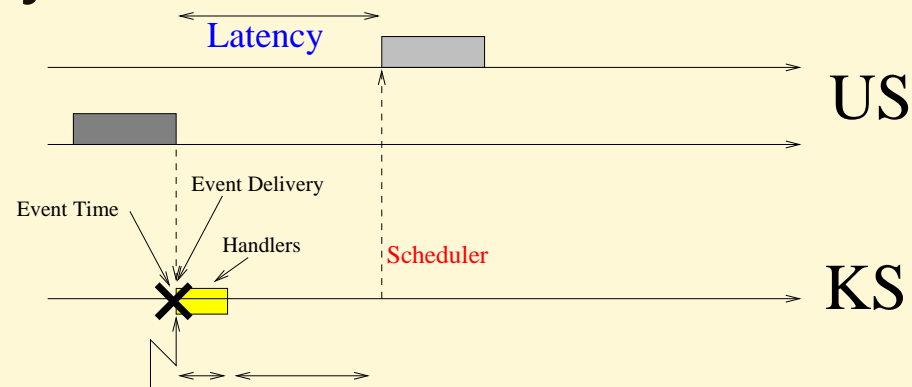 Latency
US
Event Delivery
Event Time
Handlers
Scheduler
KS